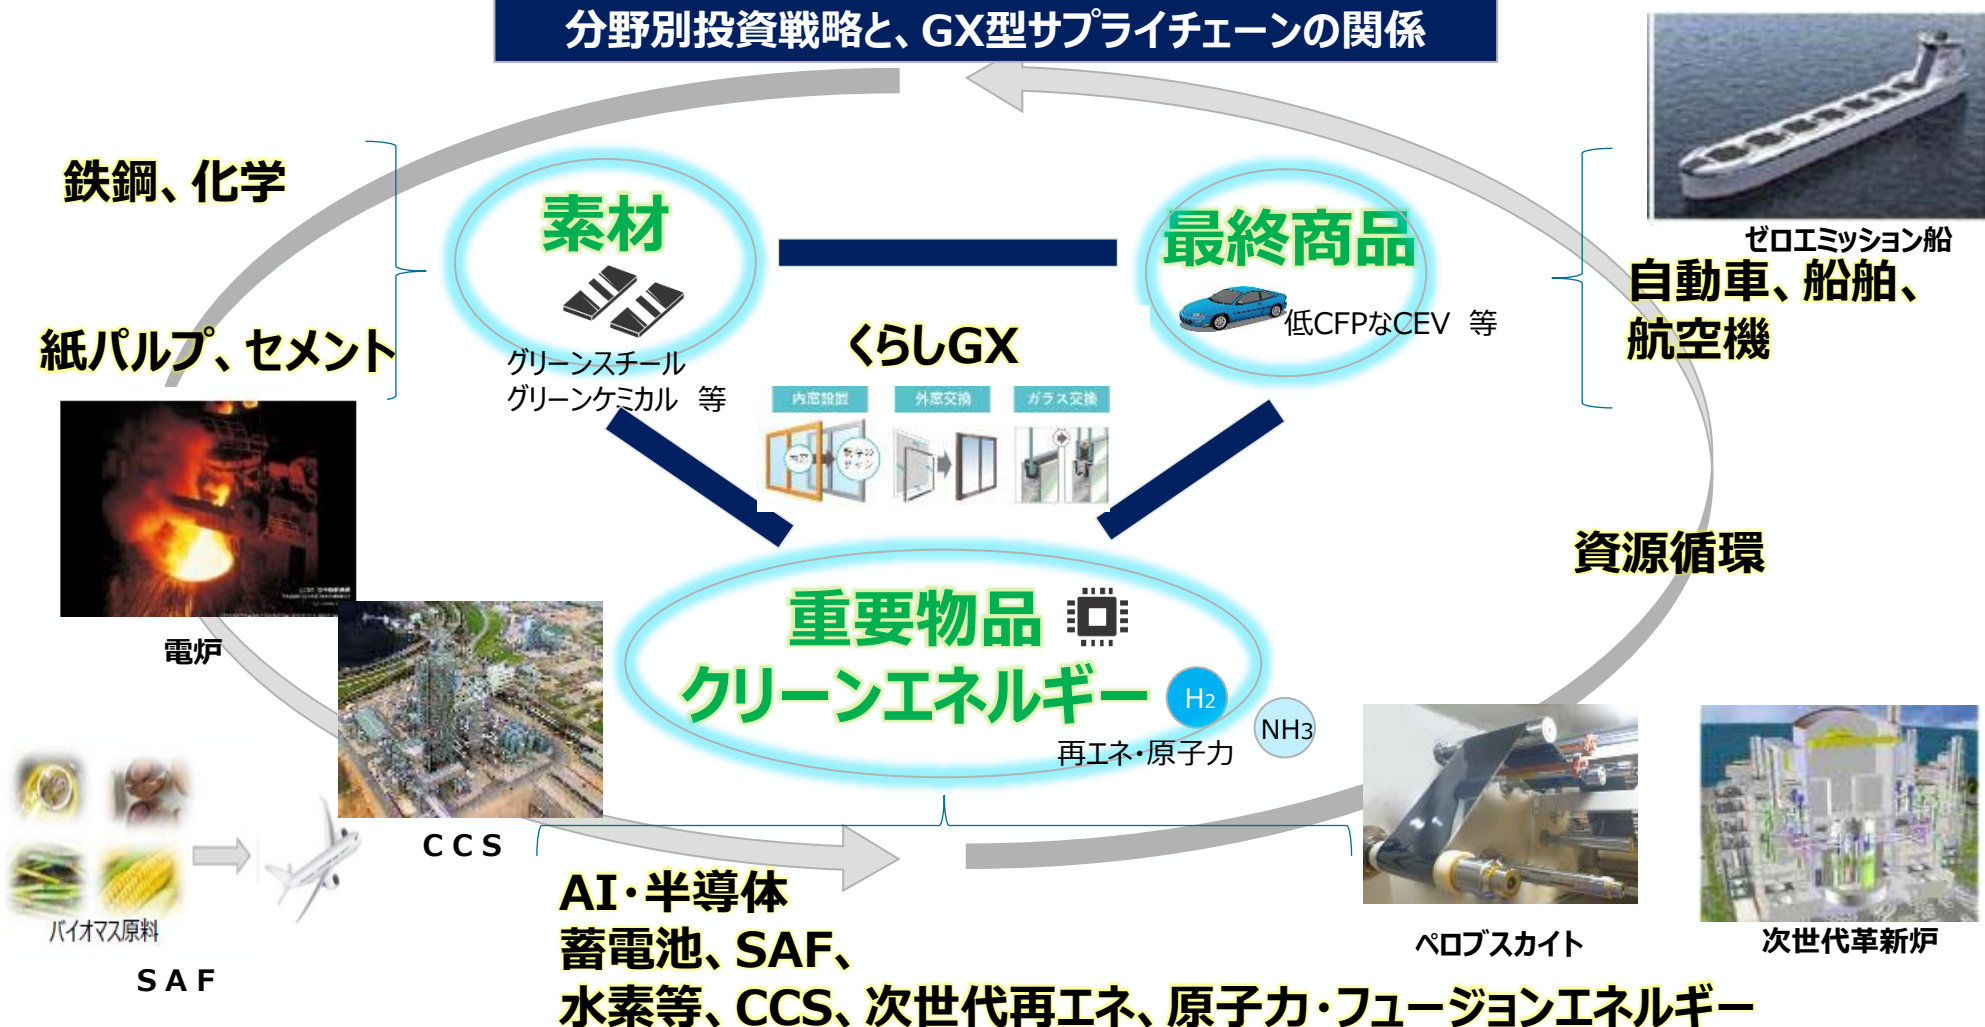 分野別投資戦略と、GX型サプライチェーンの関係
鉄鋼、化学
紙パルプ、セメント
素材
グリーンスチール
グリーンケミカル 等
最終商品
低CFPなCEV 等
ゼロエミッション船
自動車、船舶、
航空機
くらしGX
内窓設置
外窓交換
ガラス交換
内窓
既存の
サッシ
資源循環
電炉
重要物品
クリーンエネルギー
H2
NH3
再エネ・原子力
CCS
バイオマス原料
SAF
AI・半導体
蓄電池、SAF、
水素等、CCS、次世代再エネ、原子力・フュージョンエネルギー
ペロブスカイト
次世代革新炉